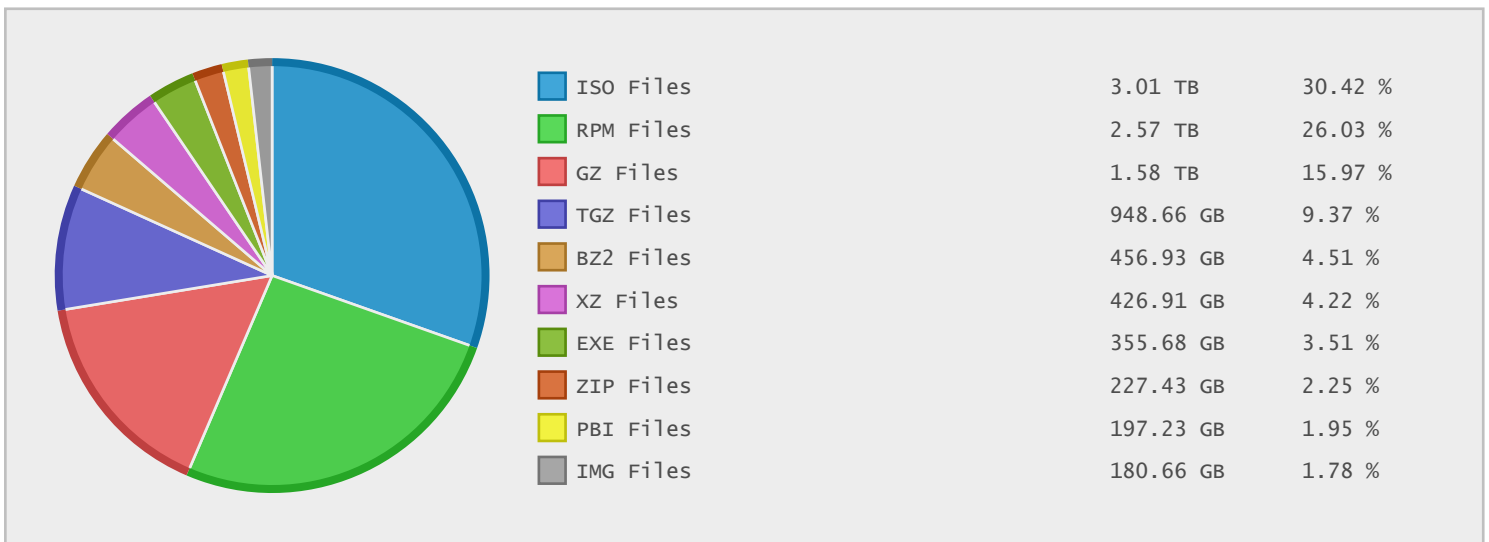 ISO Files 3.01 TB 30.42 %
RPM Files 2.57 TB 26.03 %
GZ Files 1.58 TB 15.97 %
TGZ Files 948.66 GB 9.37 %
BZ2 Files 456.93 GB 4.51 %
XZ Files 426.91 GB 4.22 %
EXE Files 355.68 GB 3.51 %
ZIP Files 227.43 GB 2.25 %
PBI Files 197.23 GB 1.95 %
IMG Files 180.66 GB 1.78 %